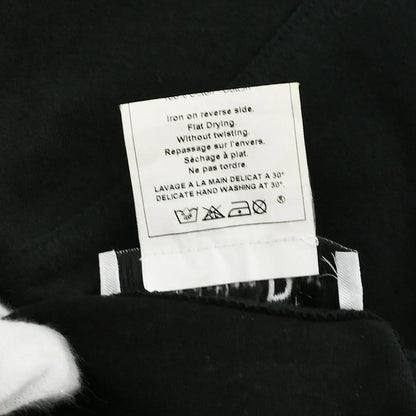 Iron on reverse side.
Flat Drying.
Without twisting.
Repassage sur l'envers.
Séchage à plat.
Ne pas tordre.
LAVAGE A LA MAIN DELICAT A 30°
DELICATE HAND WASHING AT 30°.